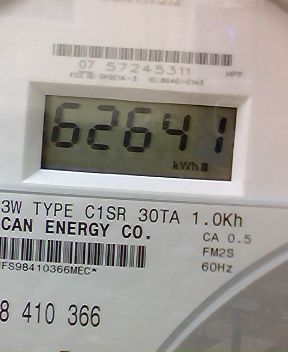 07 57245311
62641
kWh
3W TYPE C1SR 30TA 1.0Kh
CAN ENERGY CO.
CA 0.5
FM2S
60Hz
FS98410366MEC*
8 410 366